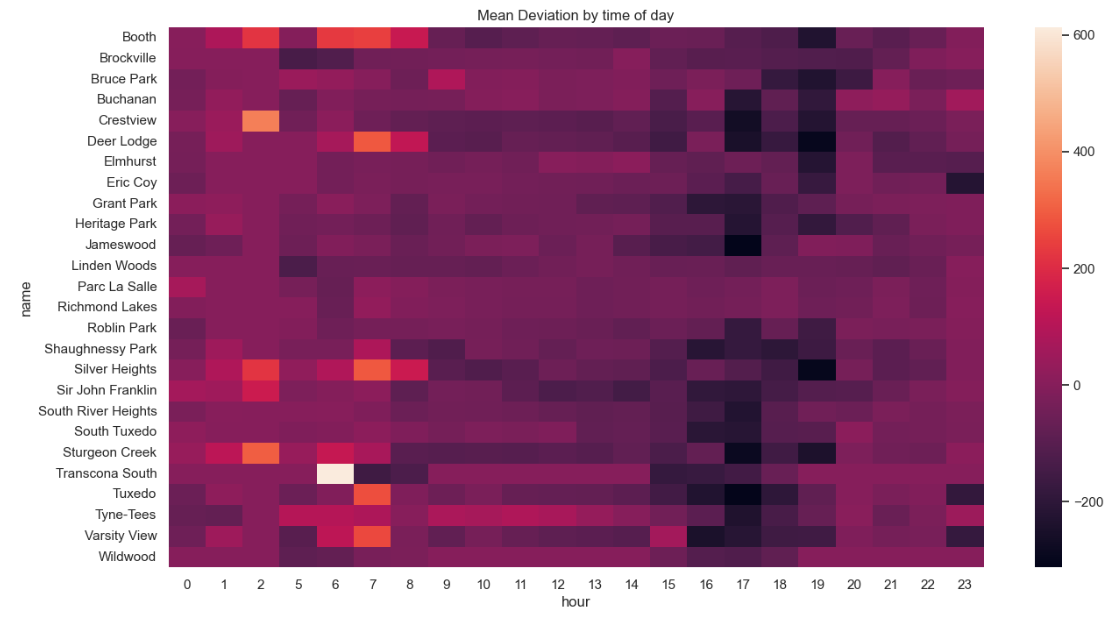 Mean Deviation by time of day
name
Booth
Brockville
Bruce Park
Buchanan
Crestview
Deer Lodge
Elmhurst
Eric Coy
Grant Park
Heritage Park
Jameswood
Linden Woods
Parc La Salle
Richmond Lakes
Roblin Park
Shaughnessy Park
Silver Heights
Sir John Franklin
South River Heights
South Tuxedo
Sturgeon Creek
Transcona South
Tuxedo
Tyne-Tees
Varsity View
Wildwood
0 1 2 5 6 7 8 9 10 11 12 13 14 15 16 17 18 19 20 21 22 23
hour
600
400
200
0
−200